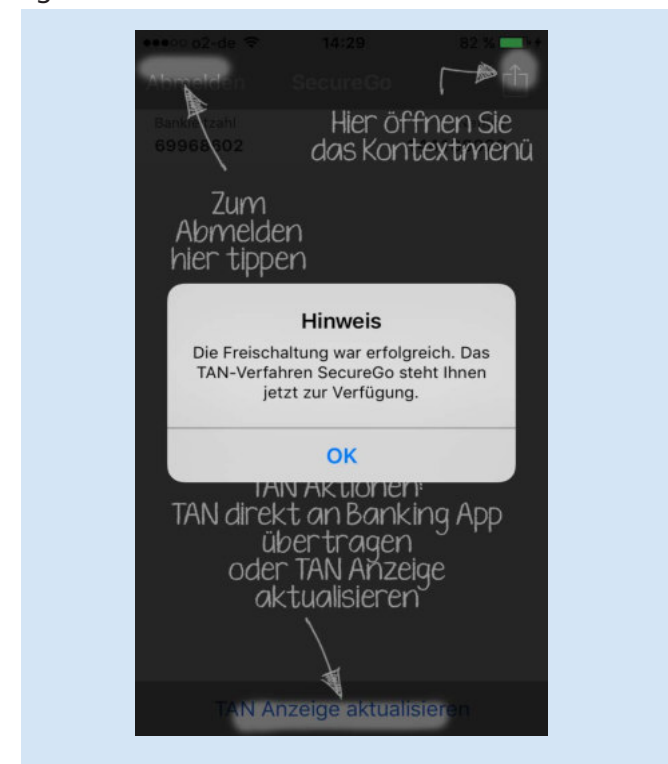 o2-de 14:29 82 %
Abmelden SecureGo
Bankleitzahl
69968602
Hier öffnen Sie
das Kontextmenü
Zum
Abmelden
hier tippen
Hinweis
Die Freischaltung war erfolgreich. Das
TAN-Verfahren SecureGo steht Ihnen
jetzt zur Verfügung.
OK
TAN Aktionen:
TAN direkt an Banking App
übertragen
oder TAN Anzeige
aktualisieren
TAN Anzeige aktualisieren